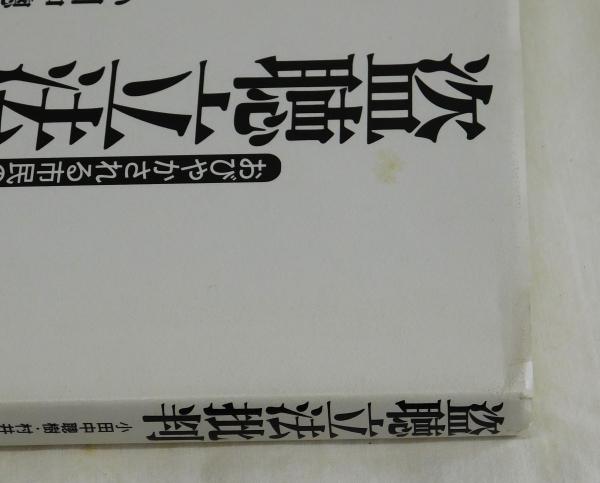 盗聴立法批判 小田中聰樹・村井
おびやかされる市民の
盗聴立法